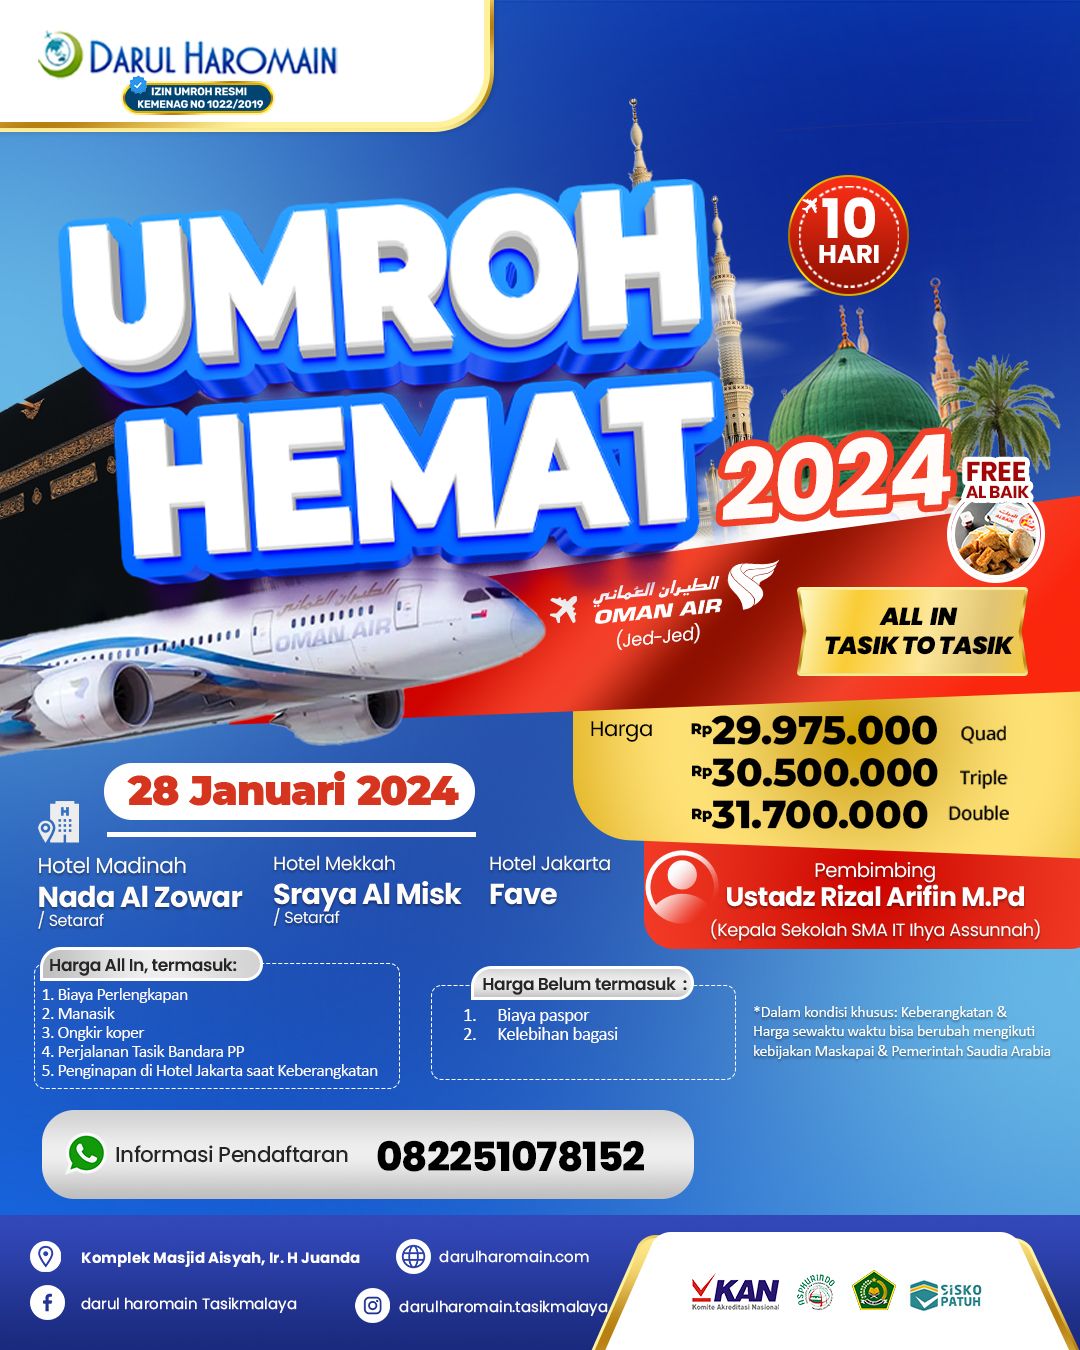 DARUL HAROMAIN
IZIN UMROH RESMI
KEMENAG NO 1022/2019
10
HARI
UMROH
HEMAT
2024
FREE
AL BAIK
الطيران العُماني
OMAN AIR
(Jed-Jed)
ALL IN
TASIK TO TASIK
OMAN AIR
Harga
Rp29.975.000 Quad
Rp30.500.000 Triple
Rp31.700.000 Double
28 Januari 2024
H
Hotel Madinah
Nada Al Zowar
/ Setaraf
Hotel Mekkah
Sraya Al Misk
/ Setaraf
Hotel Jakarta
Fave
Pembimbing
Ustadz Rizal Arifin M.Pd
(Kepala Sekolah SMA IT Ihya Assunnah)
Harga All In, termasuk:
1. Biaya Perlengkapan
2. Manasik
3. Ongkir koper
4. Perjalanan Tasik Bandara PP
5. Penginapan di Hotel Jakarta saat Keberangkatan
Harga Belum termasuk :
1. Biaya paspor
2. Kelebihan bagasi
*Dalam kondisi khusus: Keberangkatan &
Harga sewaktu waktu bisa berubah mengikuti
kebijakan Maskapai & Pemerintah Saudia Arabia
Informasi Pendaftaran 082251078152
Komplek Masjid Aisyah, Ir. H Juanda
darulharomain.com
darul haromain Tasikmalaya
darulharomain.tasikmalaya
KAN
Komite Akreditasi Nasional
ASPHURINDO
SISKO
PATUH